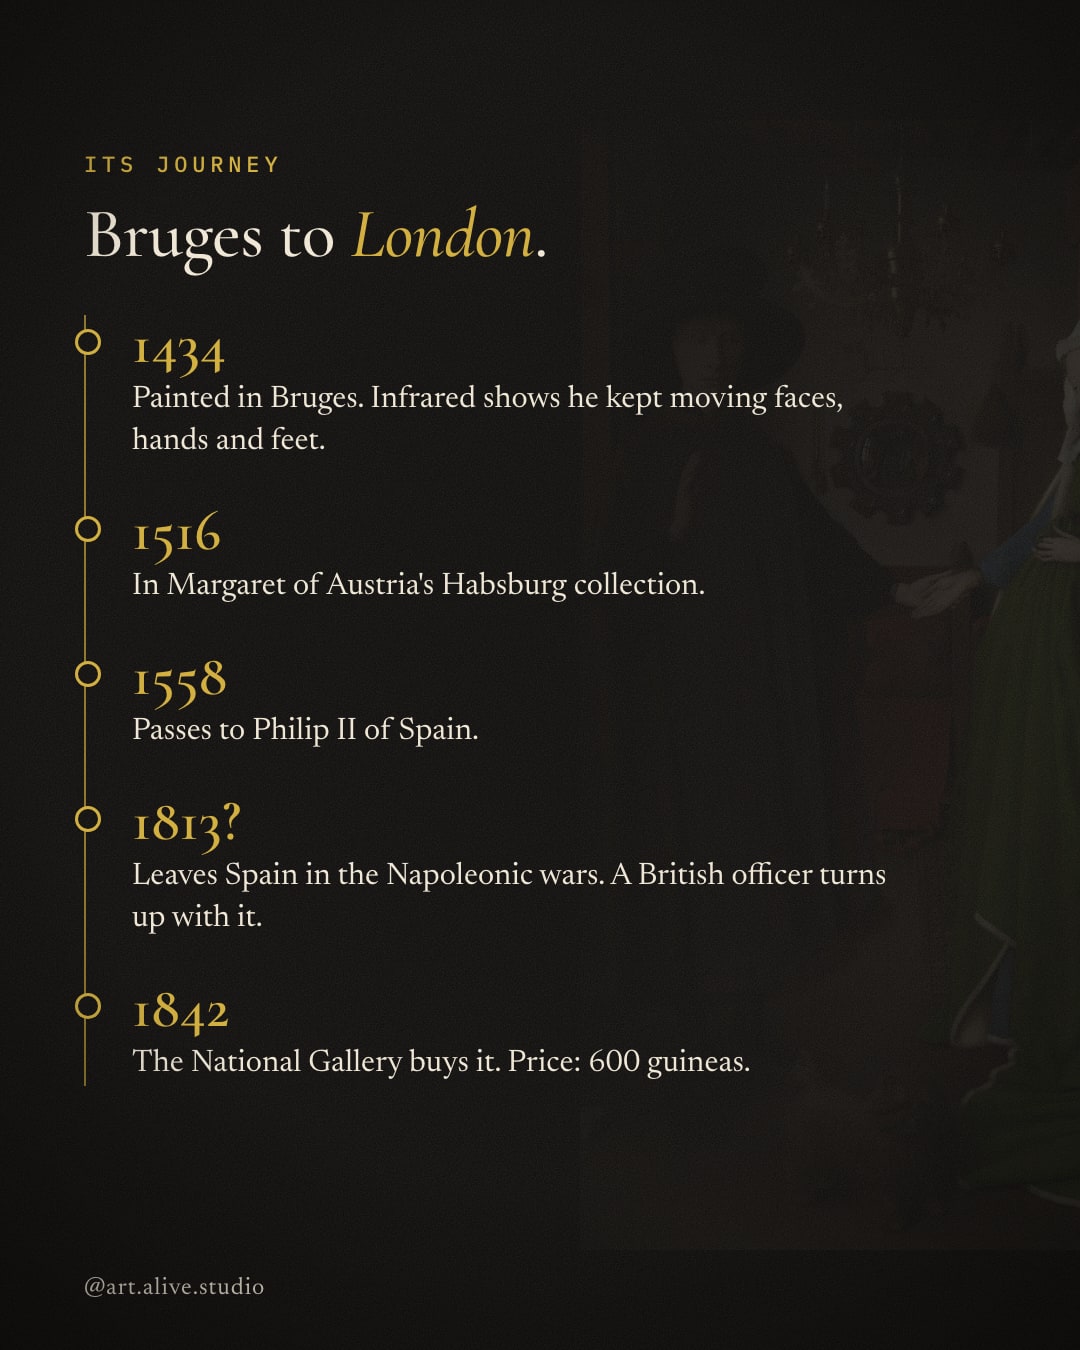 ITS JOURNEY
Bruges to London.
1434
Painted in Bruges. Infrared shows he kept moving faces,
hands and feet.
1516
In Margaret of Austria's Habsburg collection.
1558
Passes to Philip II of Spain.
1813?
Leaves Spain in the Napoleonic wars. A British officer turns
up with it.
1842
The National Gallery buys it. Price: 600 guineas.
@art.alive.studio